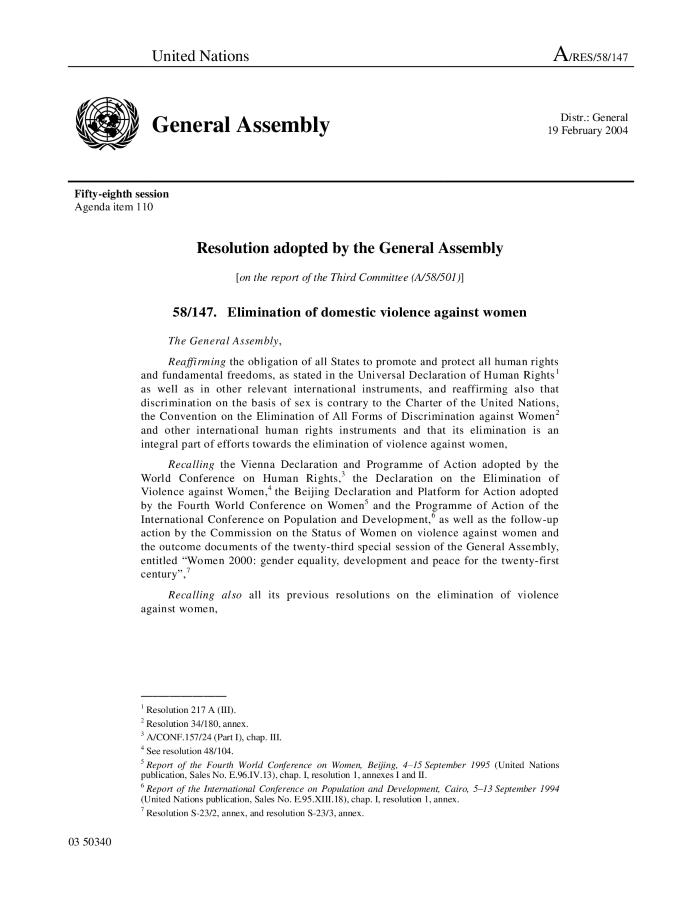 United Nations
A/RES/58/147
General Assembly
Distr.: General
19 February 2004
Fifty-eighth session
Agenda item 110
Resolution adopted by the General Assembly
[on the report of the Third Committee (A/58/501)]
58/147. Elimination of domestic violence against women
The General Assembly,
Reaffirming the obligation of all States to promote and protect all human rights
and fundamental freedoms, as stated in the Universal Declaration of Human Rights1
as well as in other relevant international instruments, and reaffirming also that
discrimination on the basis of sex is contrary to the Charter of the United Nations,
the Convention on the Elimination of All Forms of Discrimination against Women2
and other international human rights instruments and that its elimination is an
integral part of efforts towards the elimination of violence against women,
Recalling the Vienna Declaration and Programme of Action adopted by the
World Conference on Human Rights,3 the Declaration on the Elimination of
Violence against Women,4 the Beijing Declaration and Platform for Action adopted
by the Fourth World Conference on Women5 and the Programme of Action of the
International Conference on Population and Development,6 as well as the follow-up
action by the Commission on the Status of Women on violence against women and
the outcome documents of the twenty-third special session of the General Assembly,
entitled “Women 2000: gender equality, development and peace for the twenty-first
century”,7
Recalling also all its previous resolutions on the elimination of violence
against women,
1 Resolution 217 A (III).
2 Resolution 34/180, annex.
3 A/CONF.157/24 (Part I), chap. III.
4 See resolution 48/104.
5 Report of the Fourth World Conference on Women, Beijing, 4–15 September 1995 (United Nations
publication, Sales No. E.96.IV.13), chap. I, resolution 1, annexes I and II.
6 Report of the International Conference on Population and Development, Cairo, 5–13 September 1994
(United Nations publication, Sales No. E.95.XIII.18), chap. I, resolution 1, annex.
7 Resolution S-23/2, annex, and resolution S-23/3, annex.
03 50340